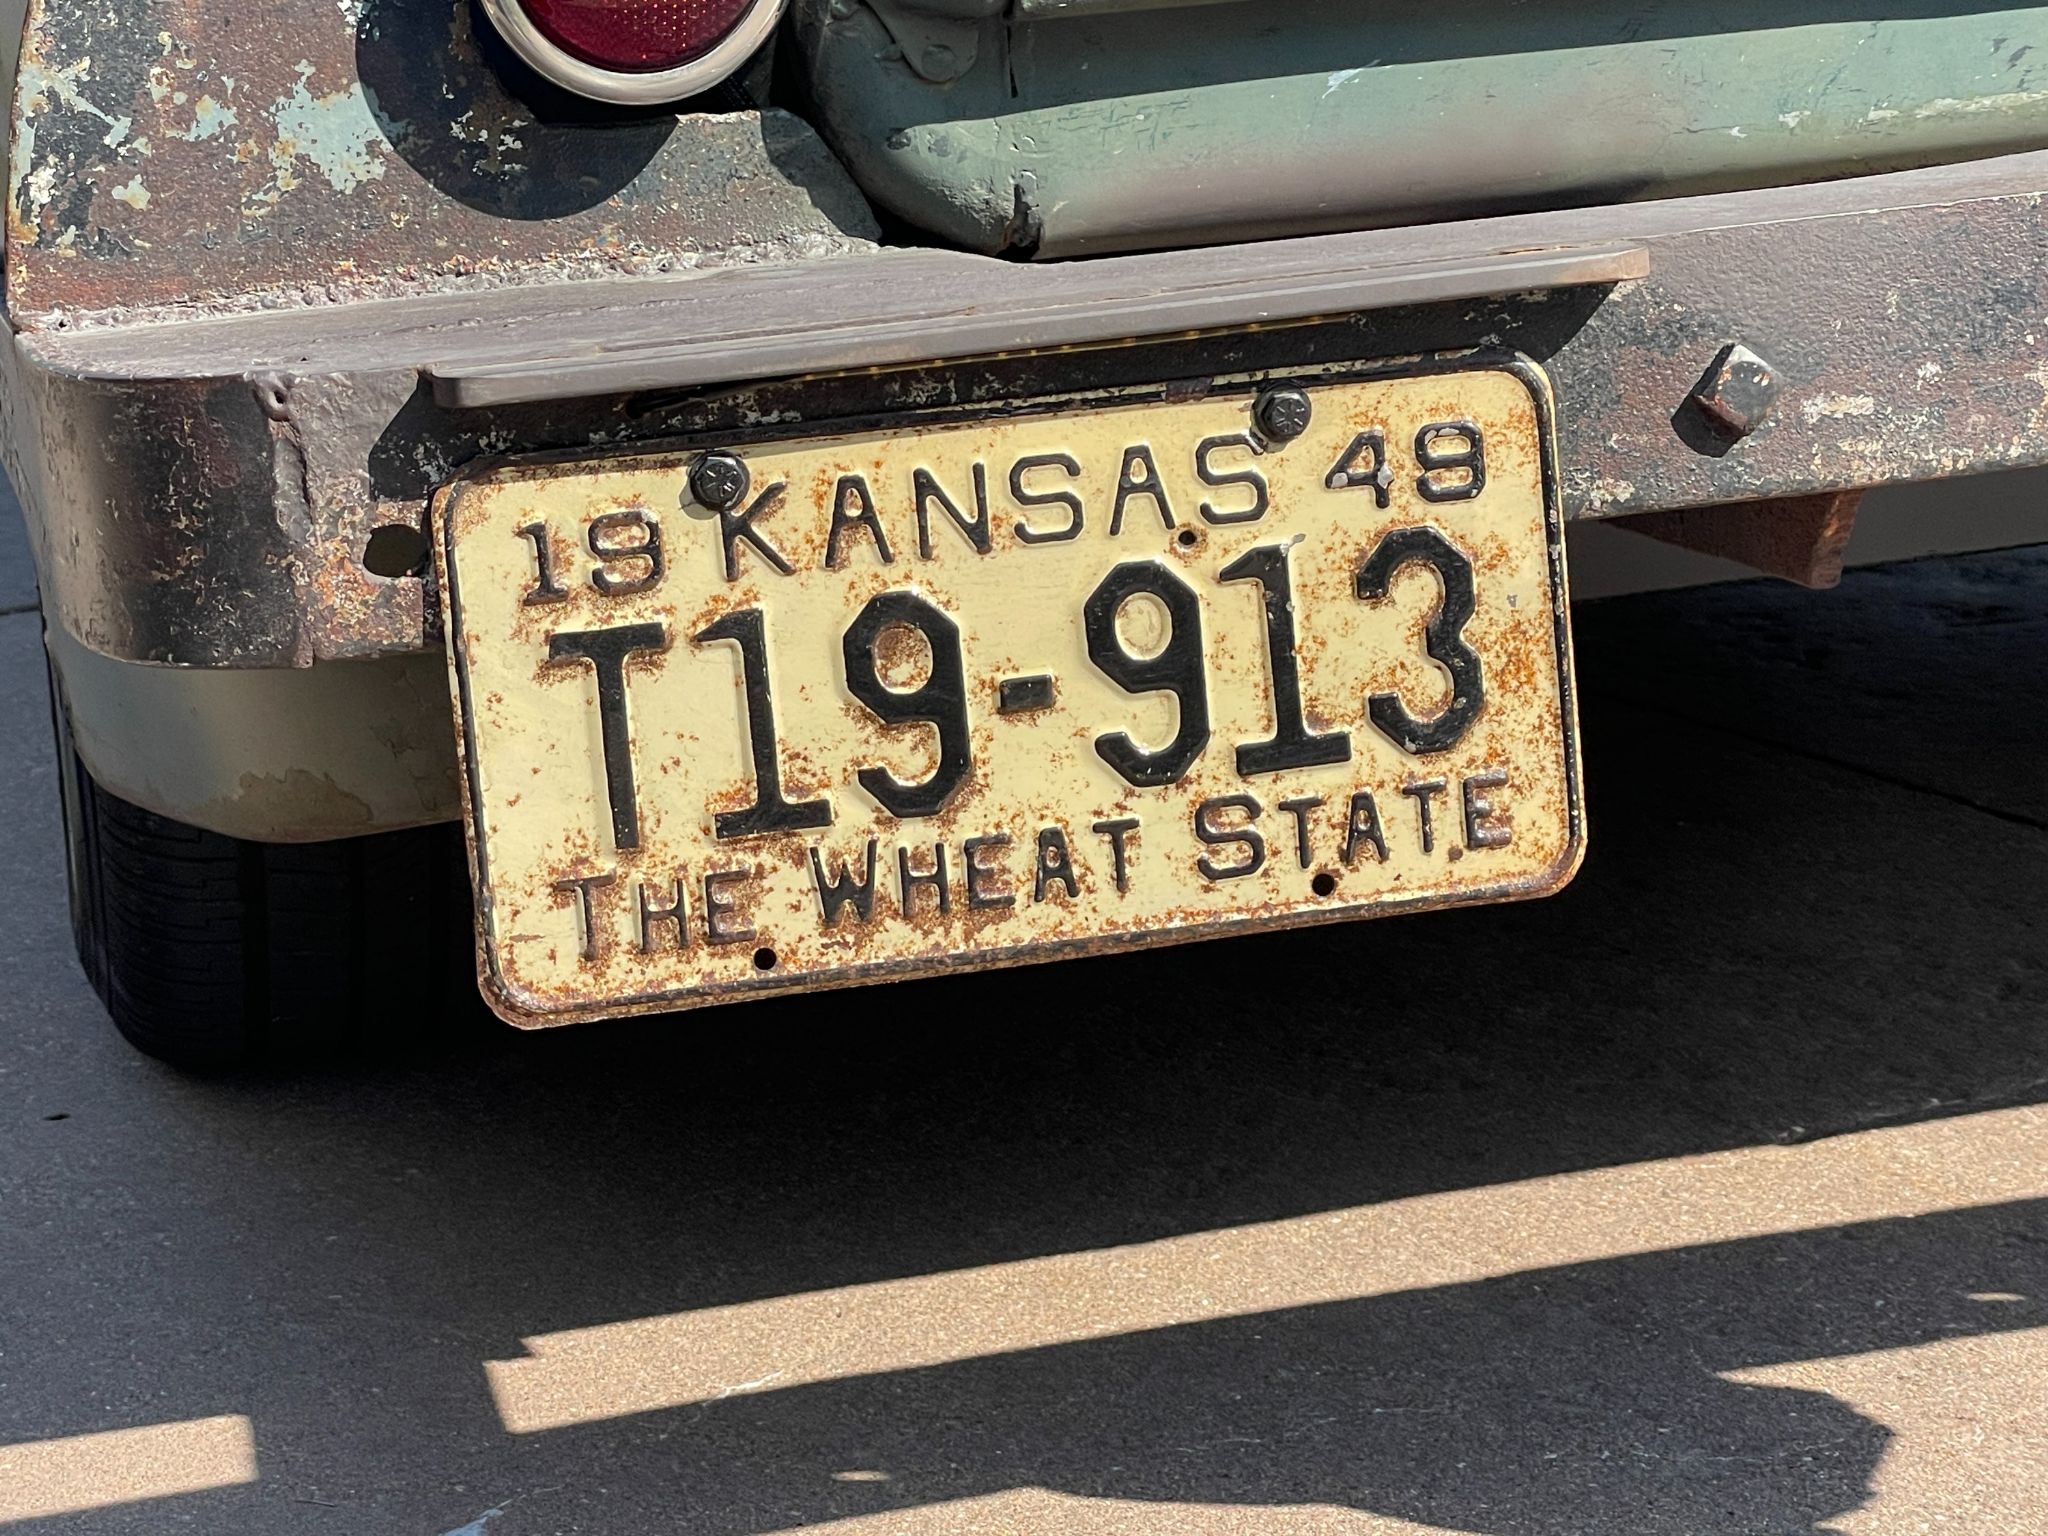 19 KANSAS 49
T19-913
THE WHEAT STATE